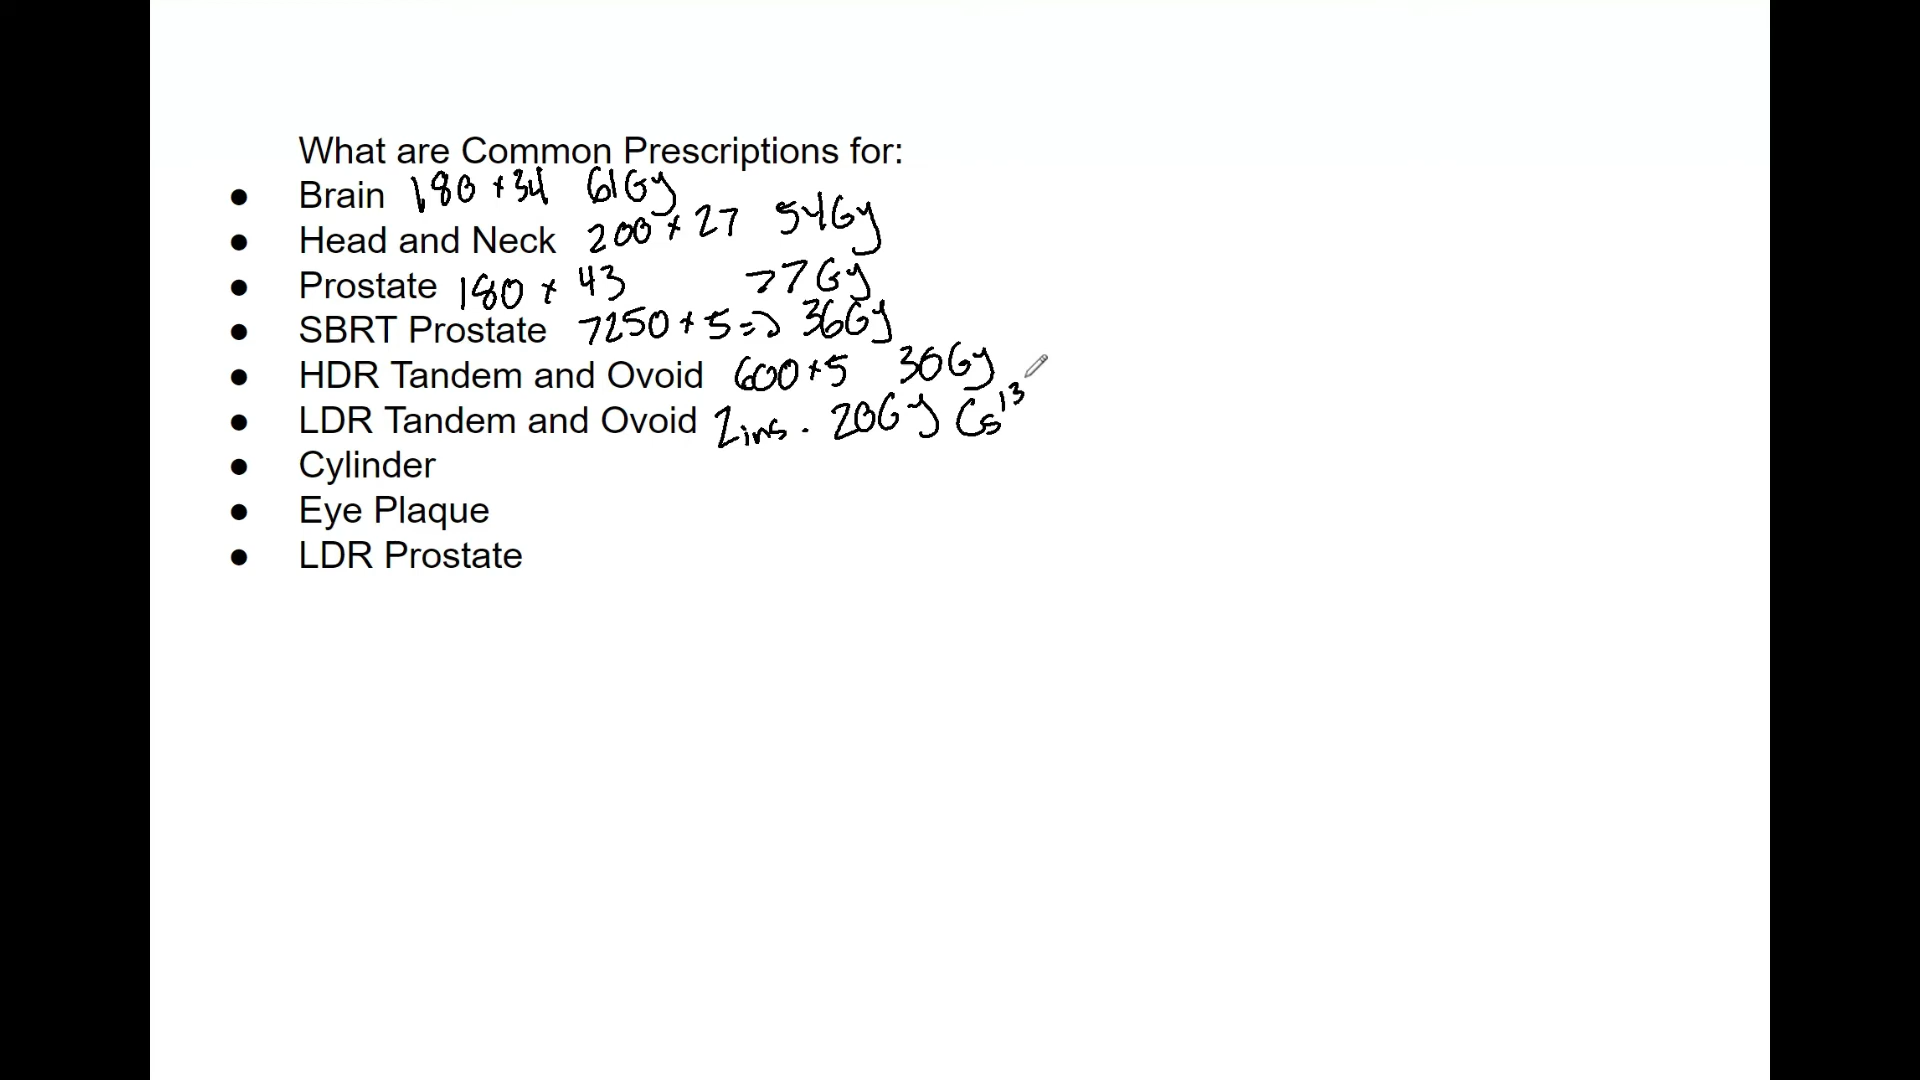 What are Common Prescriptions for:
● Brain 180 × 34 61Gy
● Head and Neck 200 × 27 54Gy
● Prostate 180 × 43 77Gy
● SBRT Prostate 7250 × 5 => 36Gy
● HDR Tandem and Ovoid 600 × 5 30Gy
● LDR Tandem and Ovoid 2 ins. 20Gy Cs¹³
● Cylinder
● Eye Plaque
● LDR Prostate